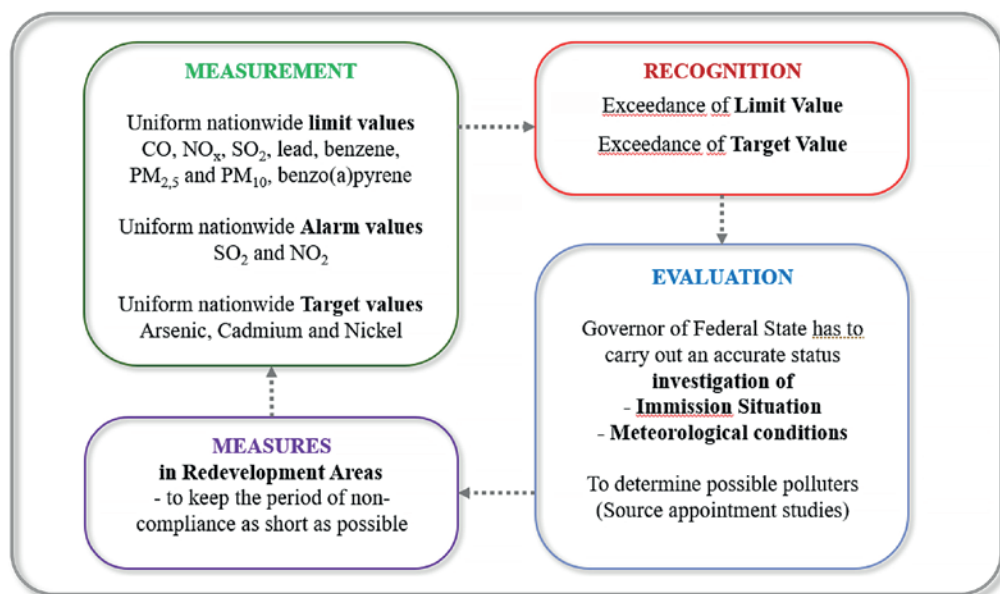 MEASUREMENT
Uniform nationwide limit values
CO, NOₓ, SO₂, lead, benzene,
PM₂,₅ and PM₁₀, benzo(a)pyrene
Uniform nationwide Alarm values
SO₂ and NO₂
Uniform nationwide Target values
Arsenic, Cadmium and Nickel
RECOGNITION
Exceedance of Limit Value
Exceedance of Target Value
EVALUATION
Governor of Federal State has to
carry out an accurate status
investigation of
- Immission Situation
- Meteorological conditions
To determine possible polluters
(Source appointment studies)
MEASURES
in Redevelopment Areas
- to keep the period of non-
compliance as short as possible